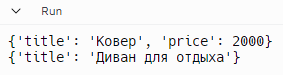 Run
{'title': 'Ковер', 'price': 2000}
{'title': 'Диван для отдыха'}